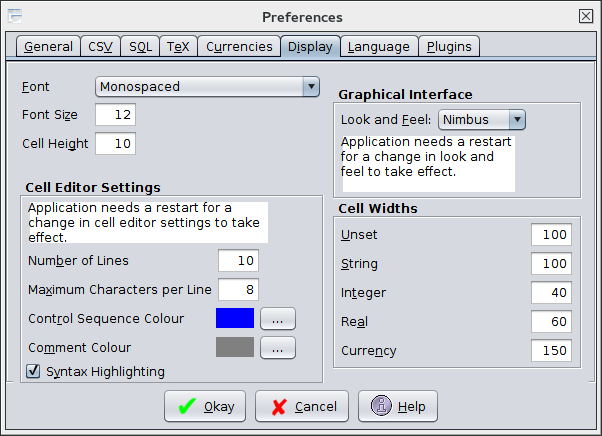 Preferences
General CSV SQL TeX Currencies Display Language Plugins
Font Monospaced
Font Size 12
Cell Height 10
Cell Editor Settings
Application needs a restart for a
change in cell editor settings to take
effect.
Number of Lines 10
Maximum Characters per Line 8
Control Sequence Colour ...
Comment Colour ...
Syntax Highlighting
Graphical Interface
Look and Feel: Nimbus
Application needs a restart
for a change in look and
feel to take effect.
Cell Widths
Unset 100
String 100
Integer 40
Real 60
Currency 150
Okay Cancel Help